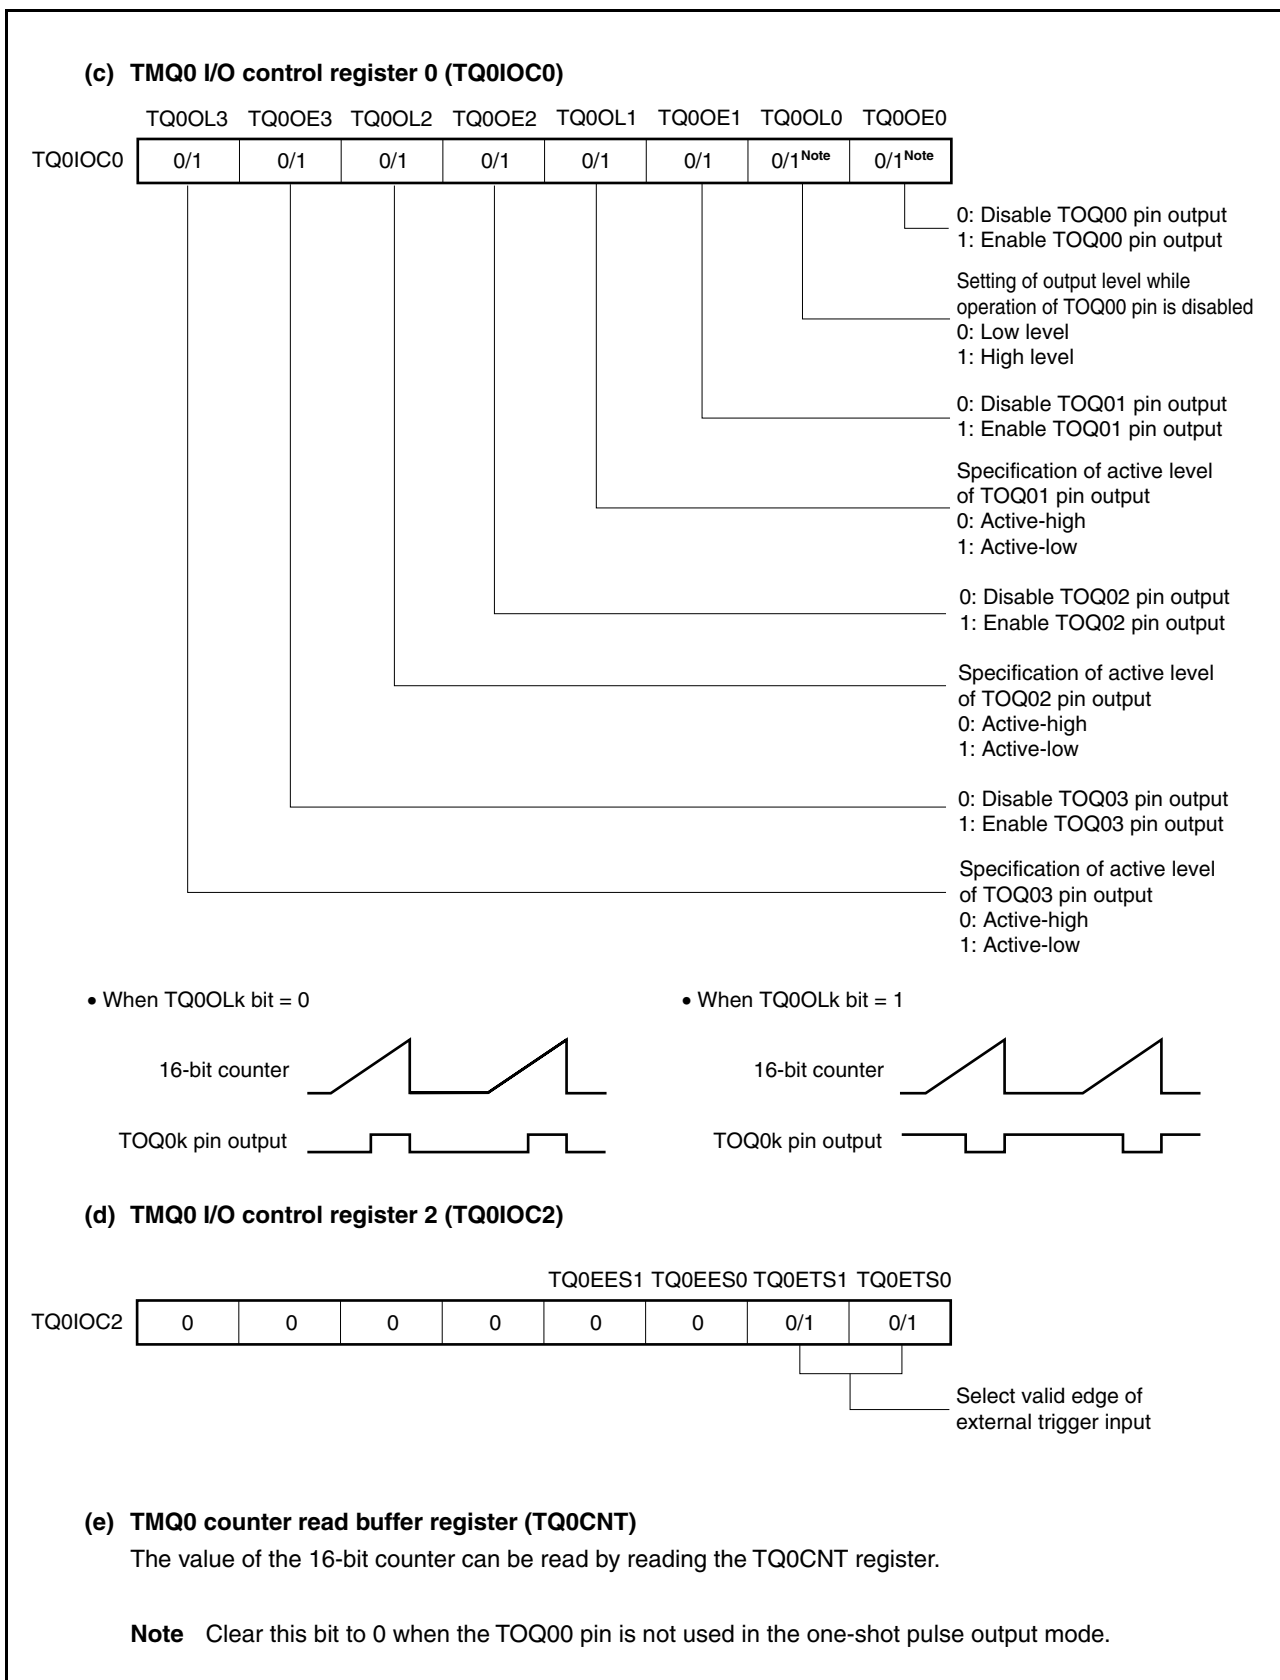 (c) TMQ0 I/O control register 0 (TQ0IOC0)
TQ0OL3 TQ0OE3 TQ0OL2 TQ0OE2 TQ0OL1 TQ0OE1 TQ0OL0 TQ0OE0
TQ0IOC0 0/1 0/1 0/1 0/1 0/1 0/1 0/1Note 0/1Note
0: Disable TOQ00 pin output
1: Enable TOQ00 pin output
Setting of output level while
operation of TOQ00 pin is disabled
0: Low level
1: High level
0: Disable TOQ01 pin output
1: Enable TOQ01 pin output
Specification of active level
of TOQ01 pin output
0: Active-high
1: Active-low
0: Disable TOQ02 pin output
1: Enable TOQ02 pin output
Specification of active level
of TOQ02 pin output
0: Active-high
1: Active-low
0: Disable TOQ03 pin output
1: Enable TOQ03 pin output
Specification of active level
of TOQ03 pin output
0: Active-high
1: Active-low
• When TQ0OLk bit = 0
16-bit counter
TOQ0k pin output
• When TQ0OLk bit = 1
16-bit counter
TOQ0k pin output
(d) TMQ0 I/O control register 2 (TQ0IOC2)
TQ0EES1 TQ0EES0 TQ0ETS1 TQ0ETS0
TQ0IOC2 0 0 0 0 0 0 0/1 0/1
Select valid edge of
external trigger input
(e) TMQ0 counter read buffer register (TQ0CNT)
The value of the 16-bit counter can be read by reading the TQ0CNT register.
Note Clear this bit to 0 when the TOQ00 pin is not used in the one-shot pulse output mode.